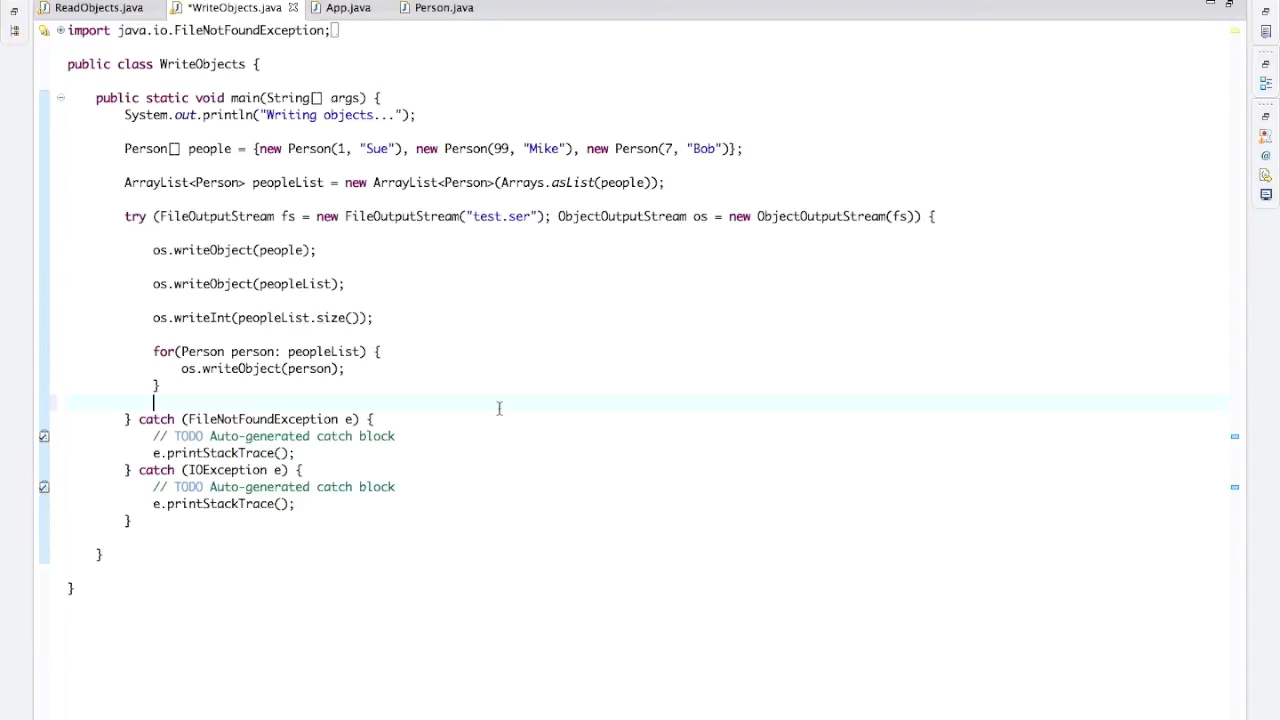 ReadObjects.java *WriteObjects.java App.java Person.java
import java.io.FileNotFoundException;
public class WriteObjects {
public static void main(String[] args) {
System.out.println("Writing objects...");
Person[] people = {new Person(1, "Sue"), new Person(99, "Mike"), new Person(7, "Bob")};
ArrayList<Person> peopleList = new ArrayList<Person>(Arrays.asList(people));
try (FileOutputStream fs = new FileOutputStream("test.ser"); ObjectOutputStream os = new ObjectOutputStream(fs)) {
os.writeObject(people);
os.writeObject(peopleList);
os.writeInt(peopleList.size());
for(Person person: peopleList) {
os.writeObject(person);
}
} catch (FileNotFoundException e) {
// TODO Auto-generated catch block
e.printStackTrace();
} catch (IOException e) {
// TODO Auto-generated catch block
e.printStackTrace();
}
}
}